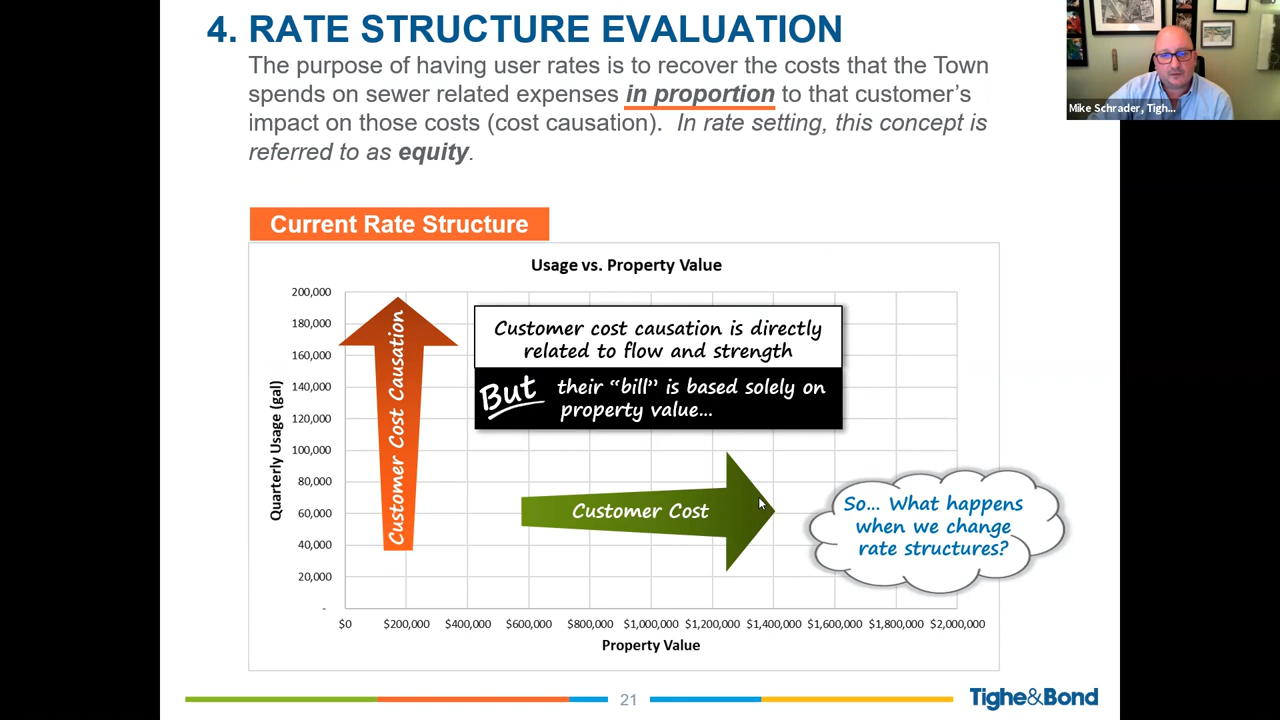 4. RATE STRUCTURE EVALUATION
The purpose of having user rates is to recover the costs that the Town
spends on sewer related expenses in proportion to that customer's
impact on those costs (cost causation). In rate setting, this concept is
referred to as equity.
Mike Schrader, Tigh...
Current Rate Structure
Usage vs. Property Value
200,000
180,000
160,000
140,000
120,000
100,000
80,000
60,000
40,000
20,000
-
Quarterly Usage (gal)
Customer Cost Causation
Customer cost causation is directly
related to flow and strength
But their “bill” is based solely on
property value...
Customer Cost
So... What happens
when we change
rate structures?
$0 $200,000 $400,000 $600,000 $800,000 $1,000,000 $1,200,000 $1,400,000 $1,600,000 $1,800,000 $2,000,000
Property Value
21
Tighe&Bond